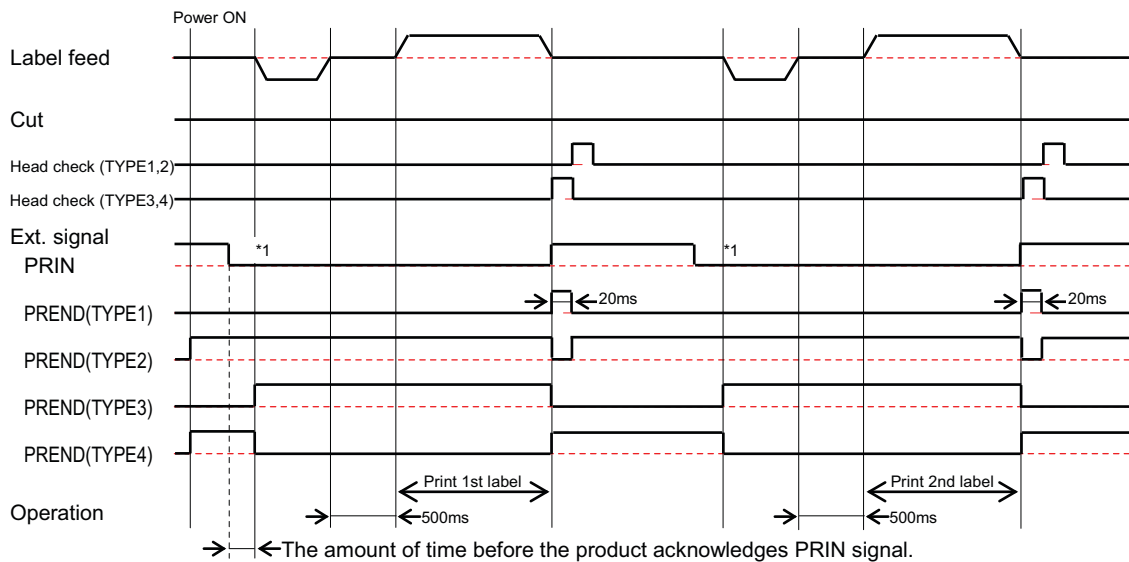 Power ON
Label feed
Cut
Head check (TYPE1,2)
Head check (TYPE3,4)
Ext. signal
PRIN
*1
*1
PREND(TYPE1)
20ms
20ms
PREND(TYPE2)
PREND(TYPE3)
PREND(TYPE4)
Print 1st label
Print 2nd label
Operation
500ms
500ms
The amount of time before the product acknowledges PRIN signal.